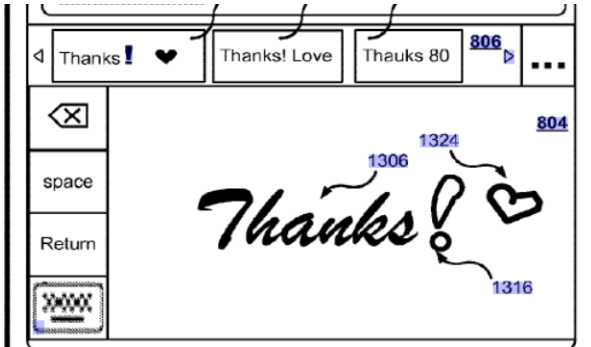 Thanks! ♥
Thanks! Love
Thauks 80
806
...
804
space
Return
1324
1306
Thanks!
1316